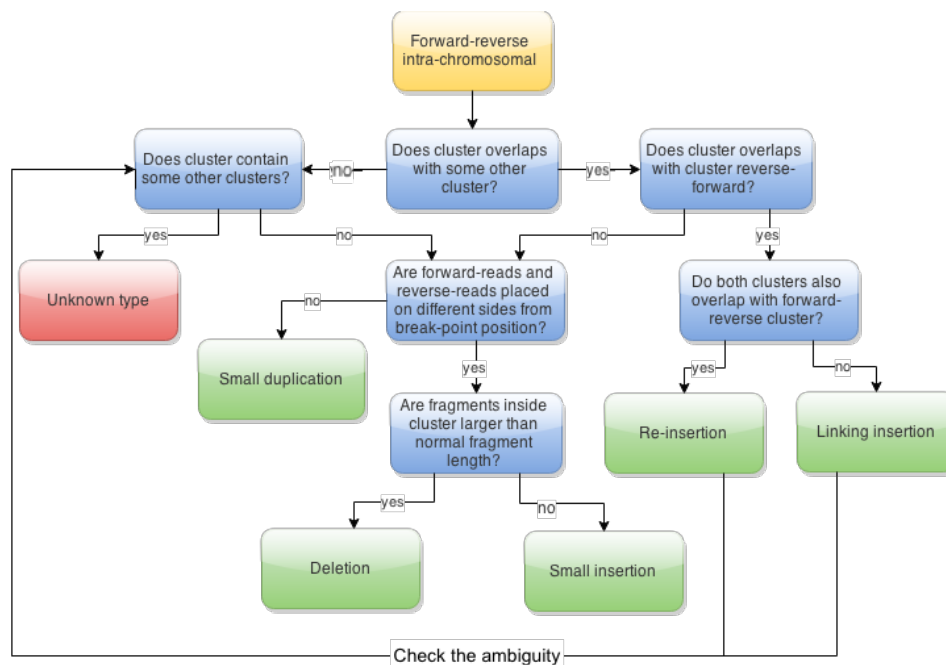 Forward-reverse
intra-chromosomal
Does cluster contain
some other clusters?
no
Does cluster overlaps
with some other
cluster?
yes
Does cluster overlaps
with cluster reverse-
forward?
yes
no
no
yes
Unknown type
Are forward-reads and
reverse-reads placed
on different sides from
break-point position?
Do both clusters also
overlap with forward-
reverse cluster?
no
Small duplication
yes
yes
no
Are fragments inside
cluster larger than
normal fragment
length?
Re-insertion
Linking insertion
yes
no
Deletion
Small insertion
Check the ambiguity